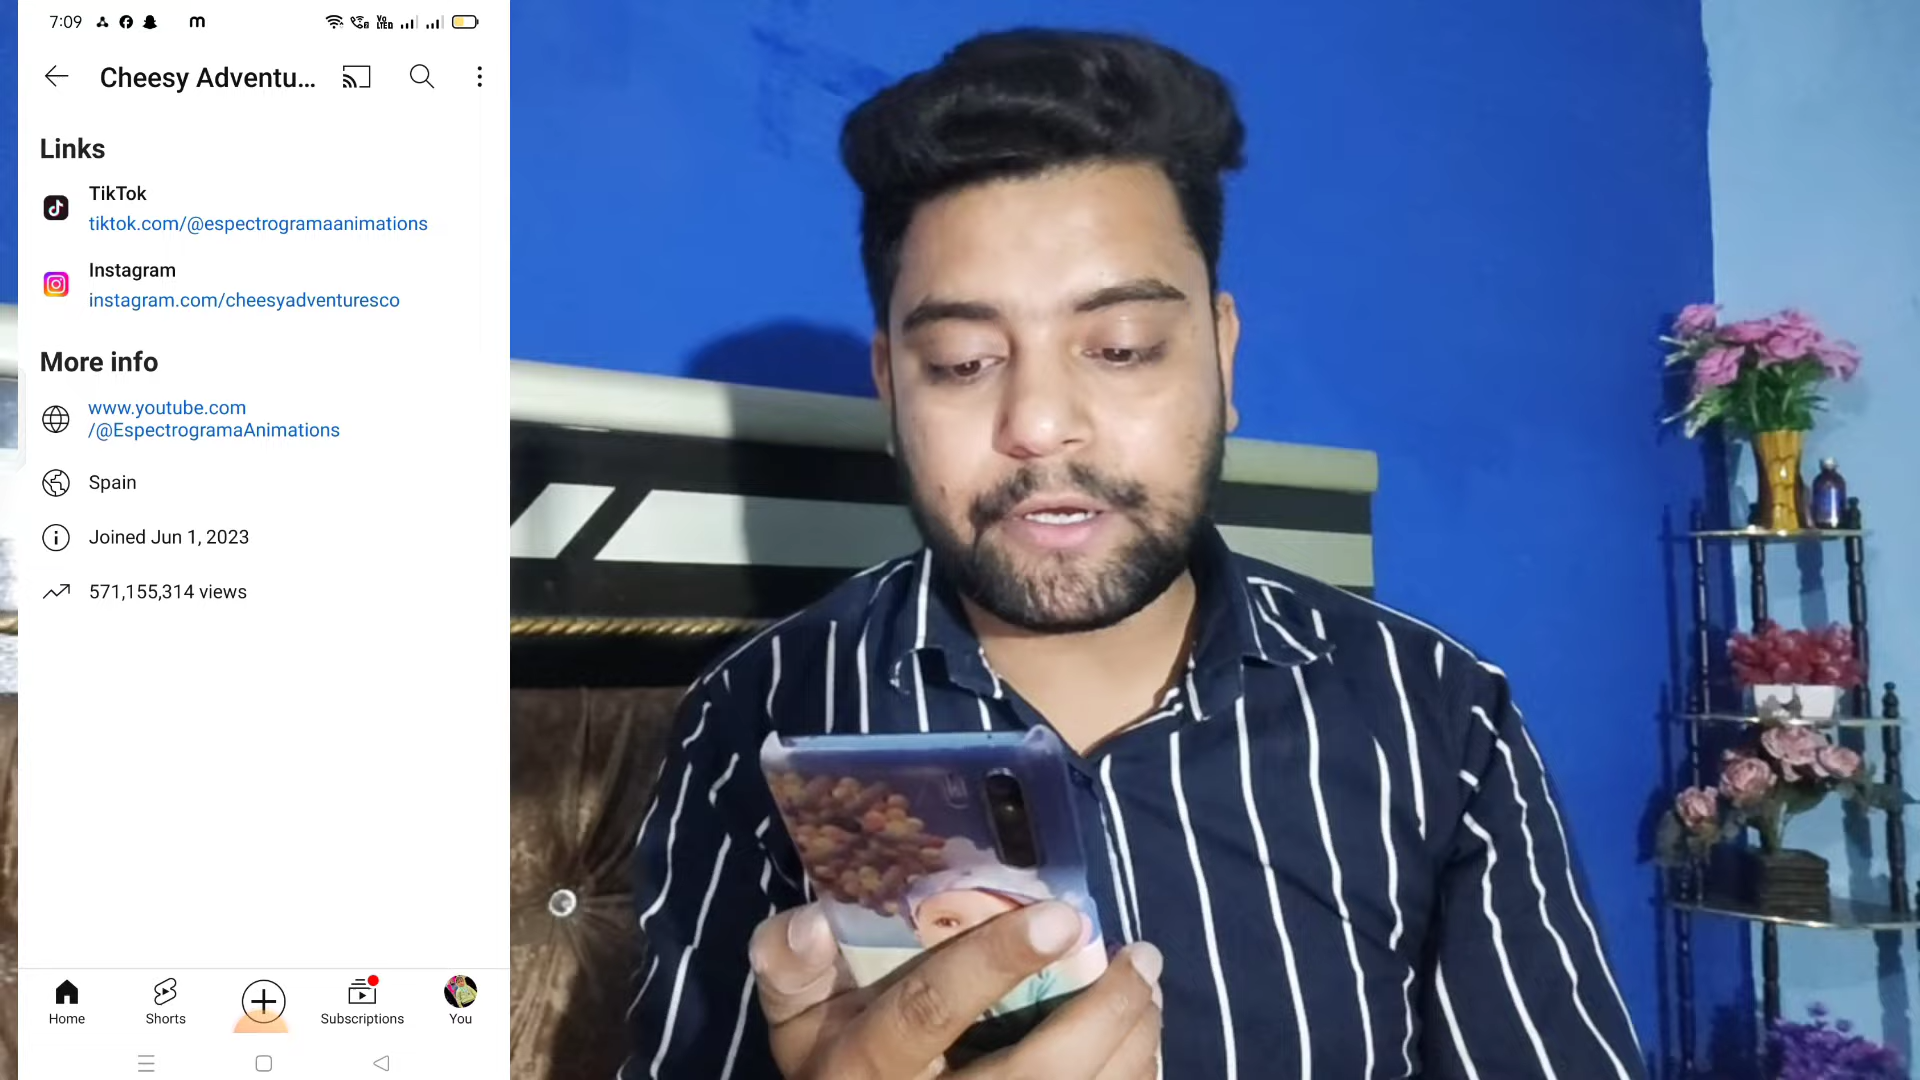 7:09
Cheesy Adventu...
Links
TikTok
tiktok.com/@espectrogramaanimations
Instagram
instagram.com/cheesyadventuresco
More info
www.youtube.com
/@EspectrogramaAnimations
Spain
Joined Jun 1, 2023
571,155,314 views
Home
Shorts
Subscriptions
You